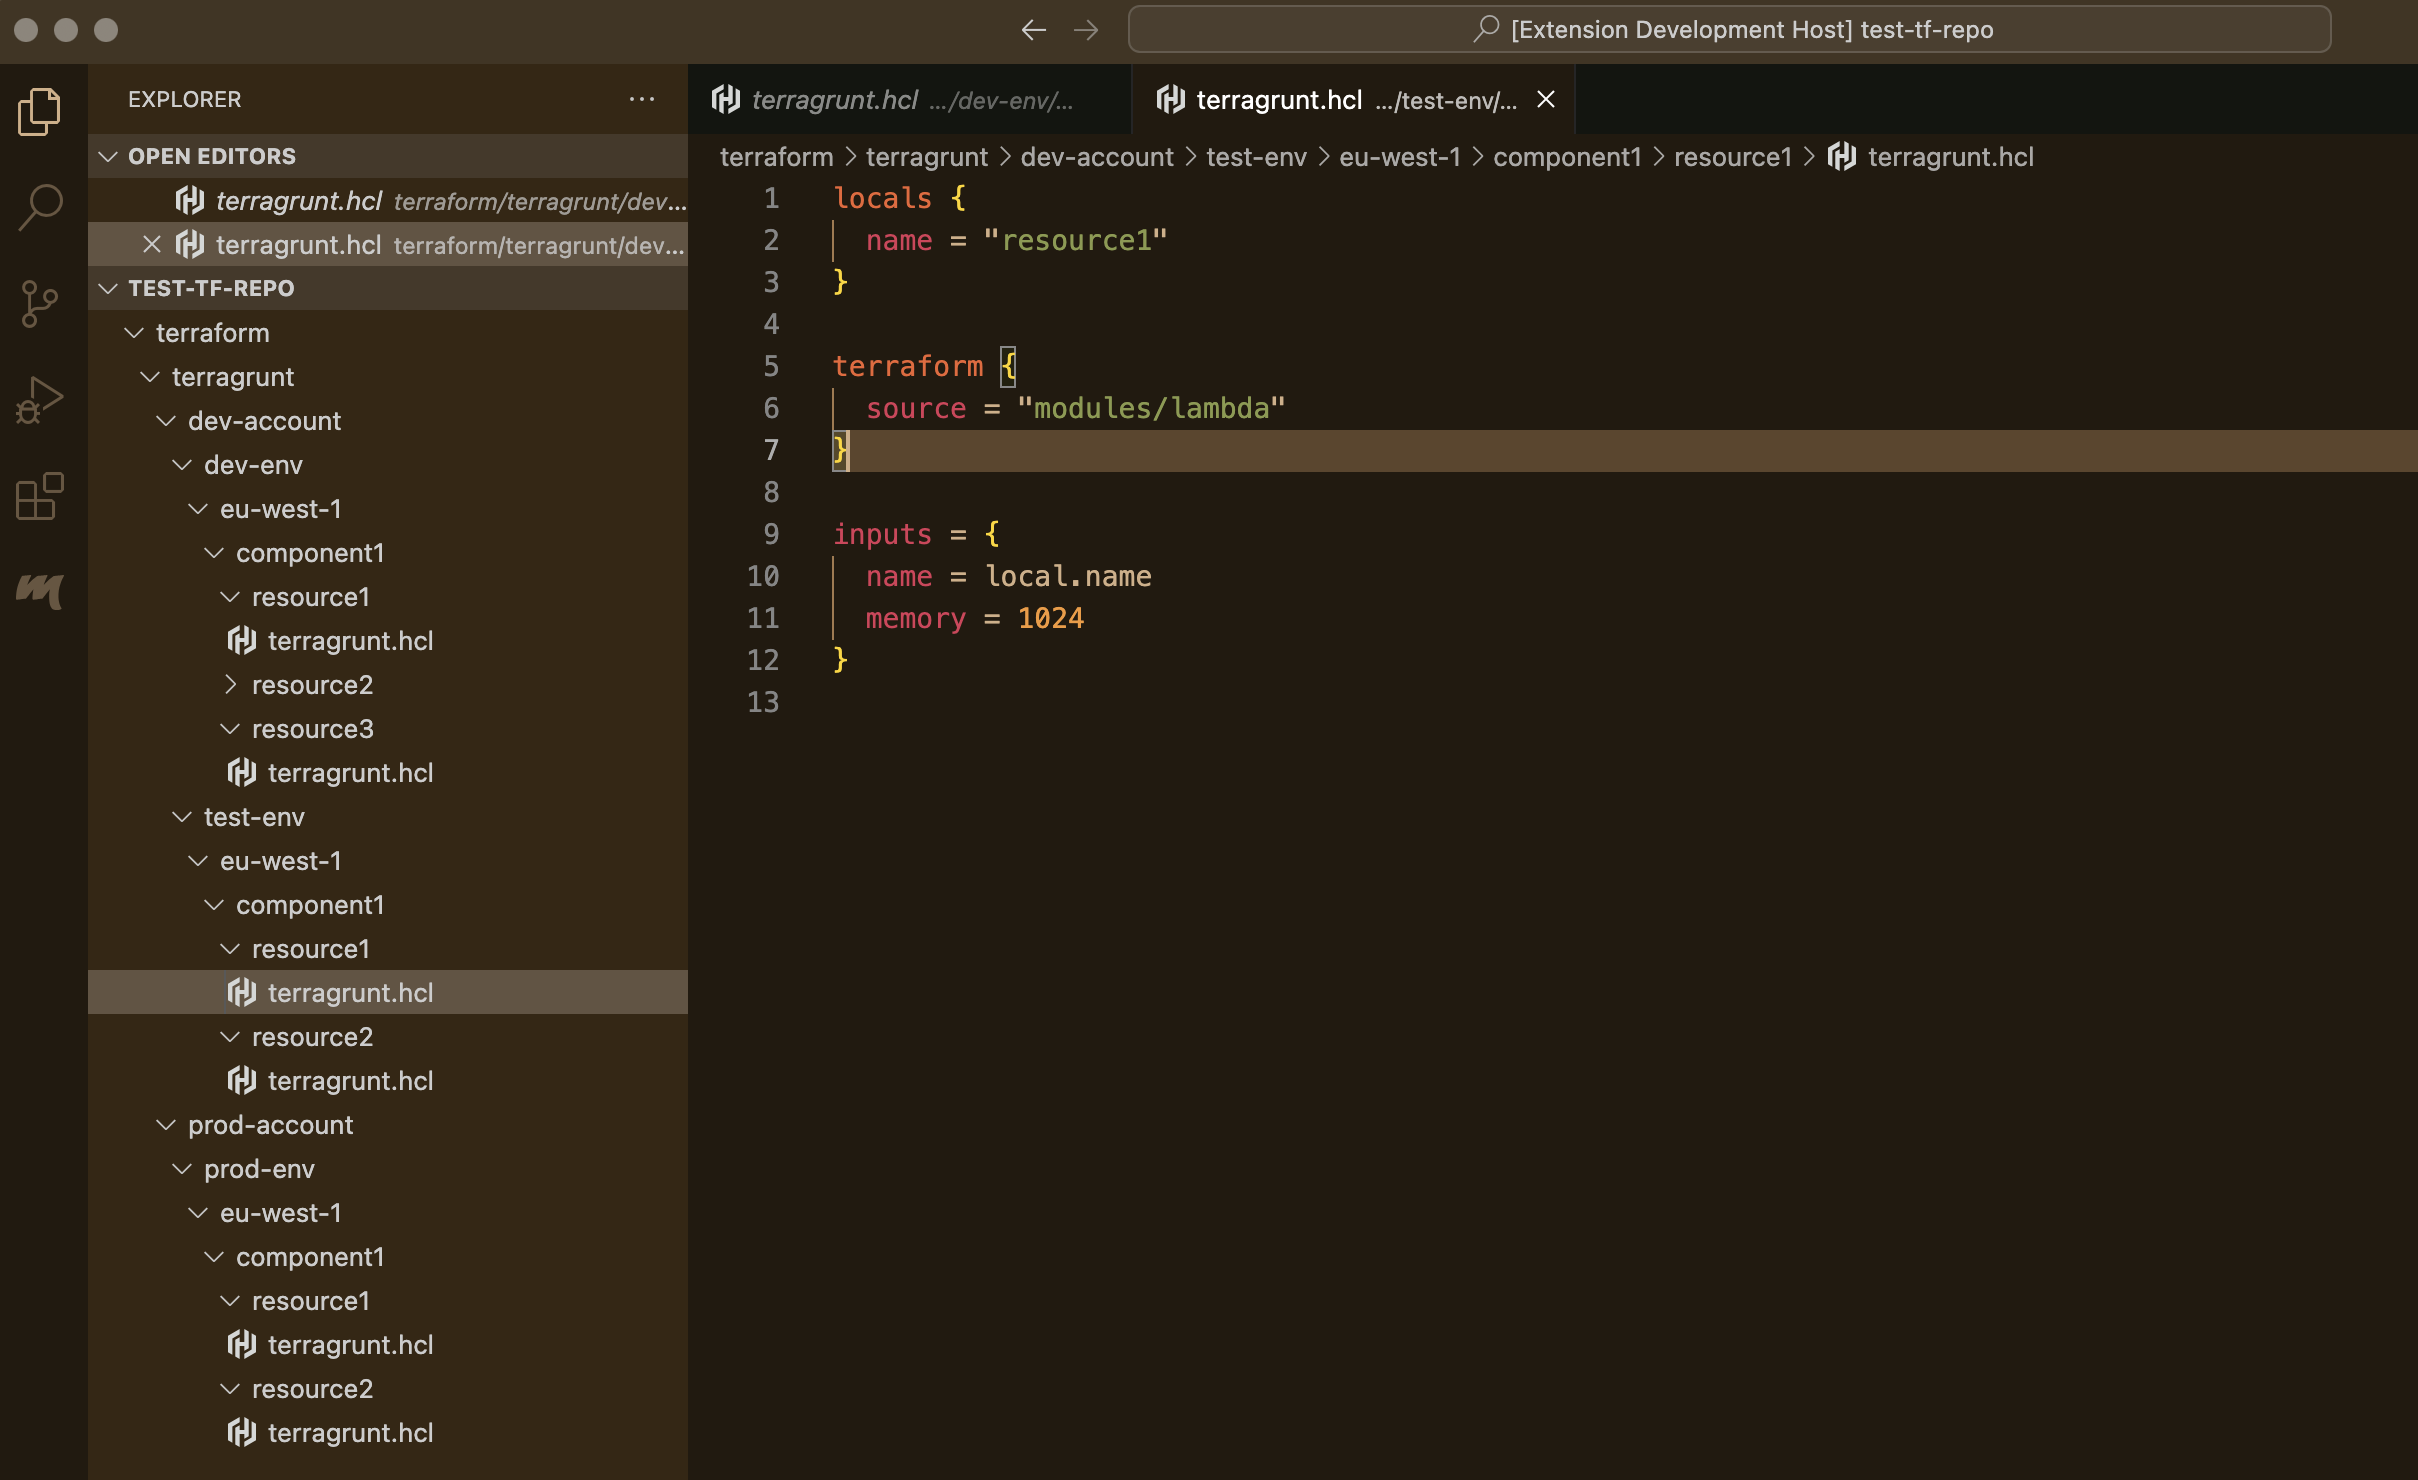 [Extension Development Host] test-tf-repo
EXPLORER
OPEN EDITORS
terragrunt.hcl terraform/terragrunt/dev...
terragrunt.hcl terraform/terragrunt/dev...
TEST-TF-REPO
terraform
terragrunt
dev-account
dev-env
eu-west-1
component1
resource1
terragrunt.hcl
resource2
resource3
terragrunt.hcl
test-env
eu-west-1
component1
resource1
terragrunt.hcl
resource2
terragrunt.hcl
prod-account
prod-env
eu-west-1
component1
resource1
terragrunt.hcl
resource2
terragrunt.hcl
terragrunt.hcl .../dev-env/...
terragrunt.hcl .../test-env/...
terraform > terragrunt > dev-account > test-env > eu-west-1 > component1 > resource1 > terragrunt.hcl
1 locals {
2 name = "resource1"
3 }
4
5 terraform {
6 source = "modules/lambda"
7 }
8
9 inputs = {
10 name = local.name
11 memory = 1024
12 }
13